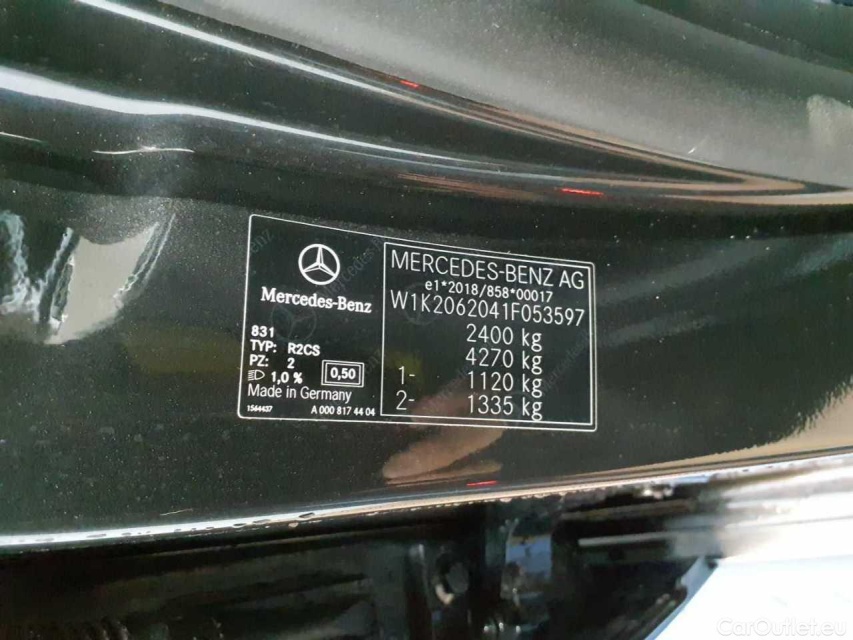 Mercedes-Benz
831
TYP: R2CS
PZ: 2
1,0 %
0,50
Made in Germany
1564437
A 000 817 44 04
MERCEDES-BENZ AG
e1*2018/858*00017
W1K2062041F053597
2400 kg
4270 kg
1- 1120 kg
2- 1335 kg
CarOutlet.eu